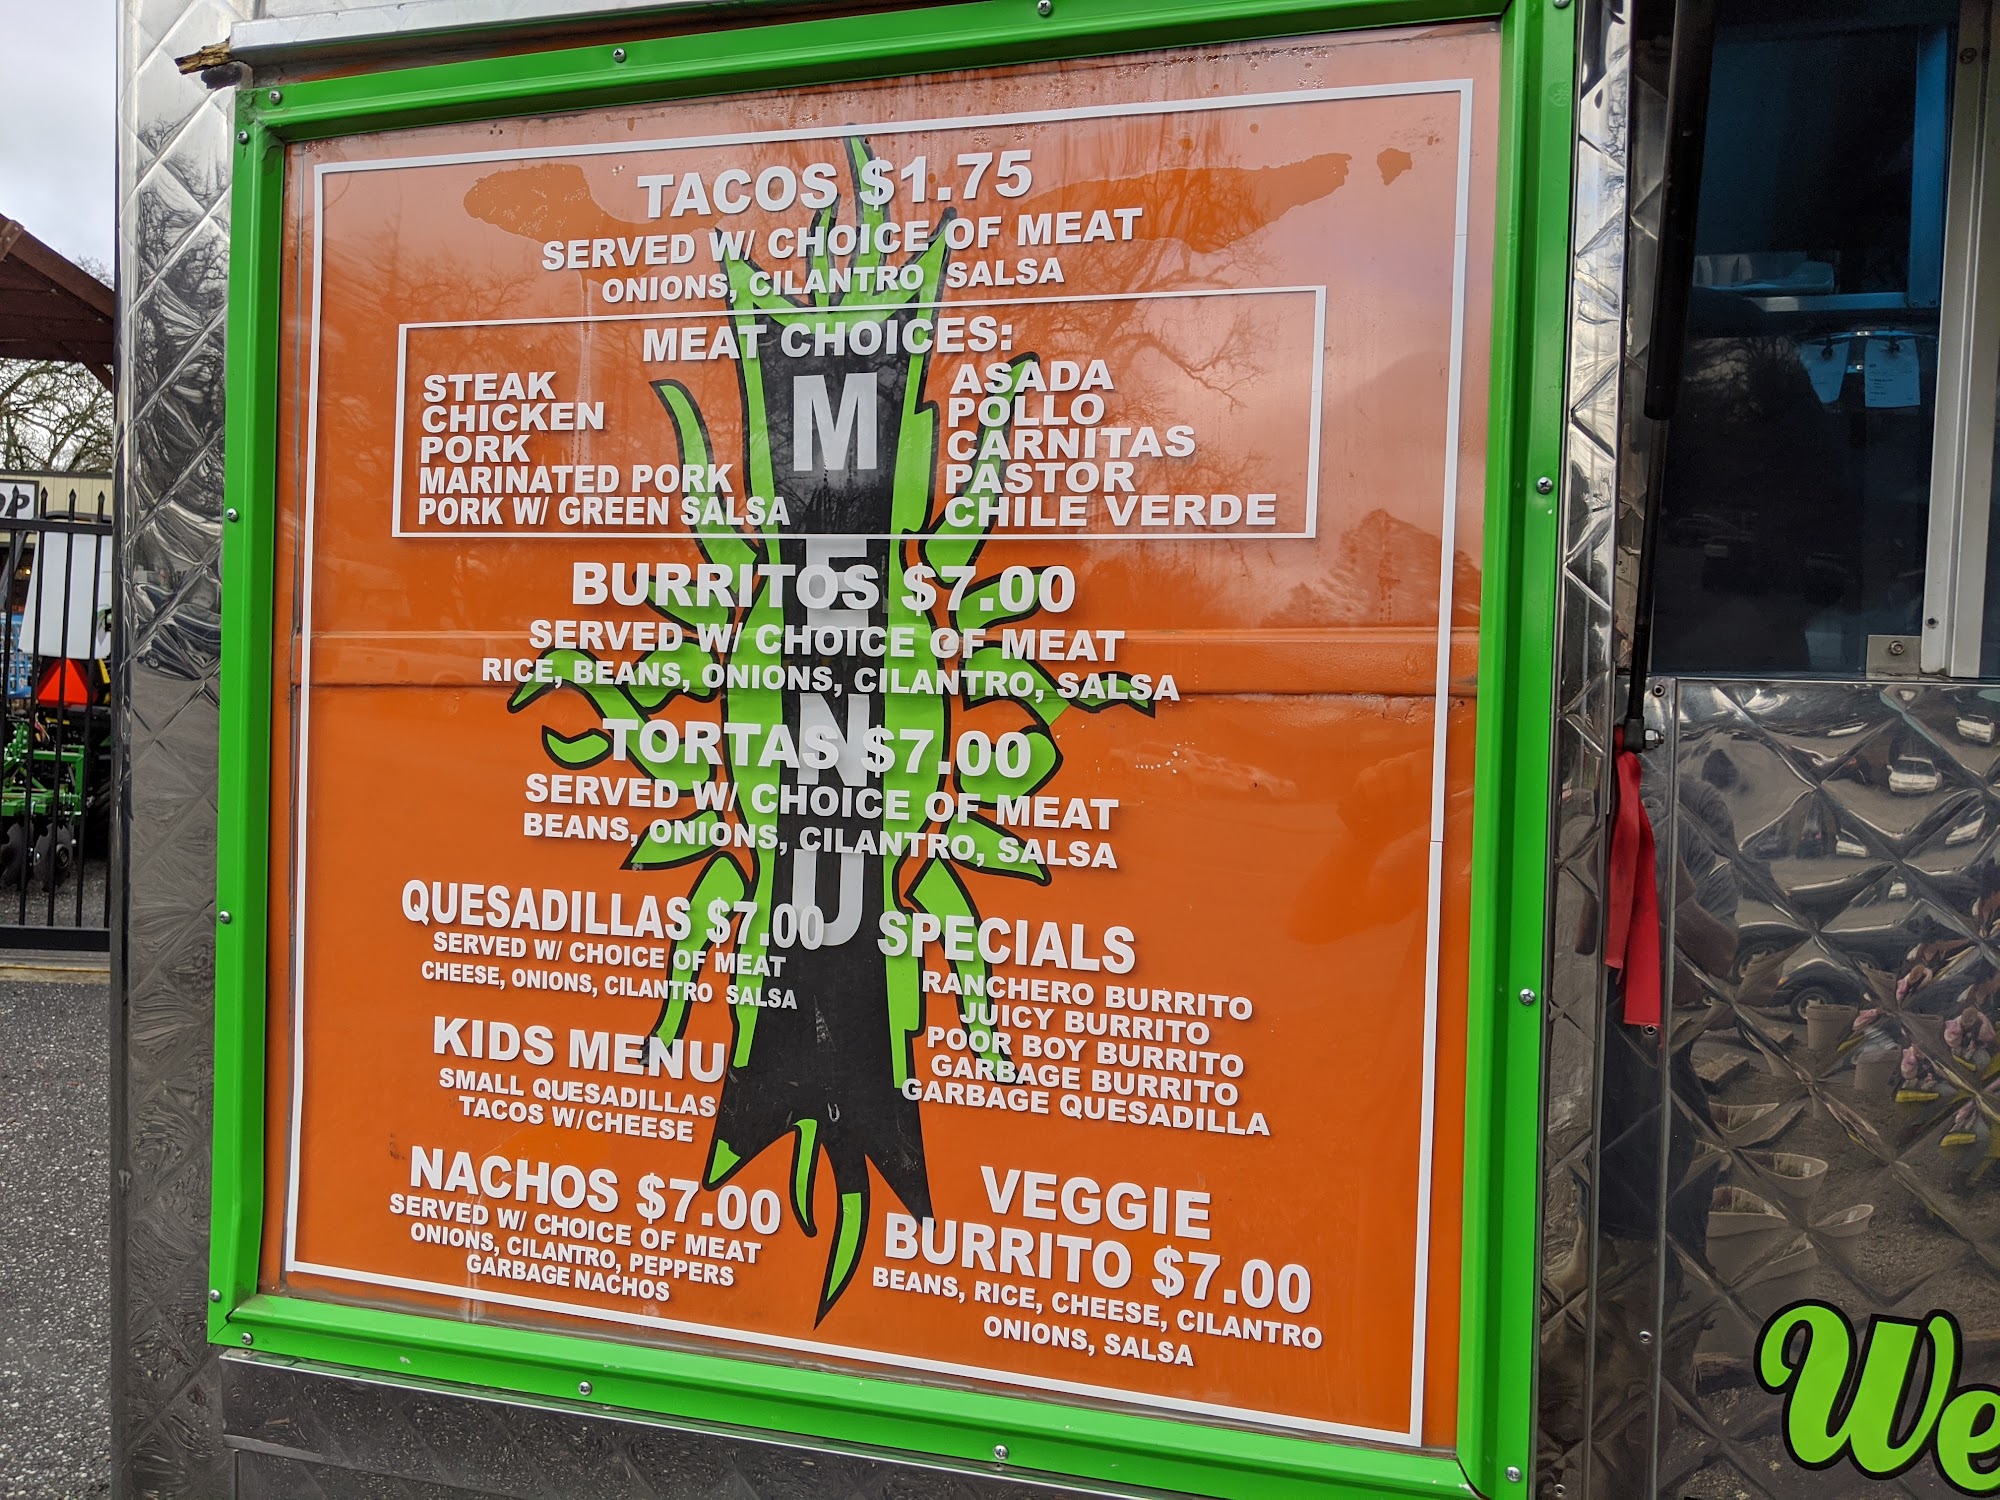 TACOS $1.75
SERVED W/ CHOICE OF MEAT
ONIONS, CILANTRO SALSA
MEAT CHOICES:
STEAK ASADA
CHICKEN POLLO
PORK CARNITAS
MARINATED PORK PASTOR
PORK W/ GREEN SALSA CHILE VERDE
MENU
BURRITOS $7.00
SERVED W/ CHOICE OF MEAT
RICE, BEANS, ONIONS, CILANTRO, SALSA
TORTAS $7.00
SERVED W/ CHOICE OF MEAT
BEANS, ONIONS, CILANTRO, SALSA
QUESADILLAS $7.00
SERVED W/ CHOICE OF MEAT
CHEESE, ONIONS, CILANTRO SALSA
KIDS MENU
SMALL QUESADILLAS
TACOS W/CHEESE
NACHOS $7.00
SERVED W/ CHOICE OF MEAT
ONIONS, CILANTRO, PEPPERS
GARBAGE NACHOS
SPECIALS
RANCHERO BURRITO
JUICY BURRITO
POOR BOY BURRITO
GARBAGE BURRITO
GARBAGE QUESADILLA
VEGGIE
BURRITO $7.00
BEANS, RICE, CHEESE, CILANTRO
ONIONS, SALSA
We